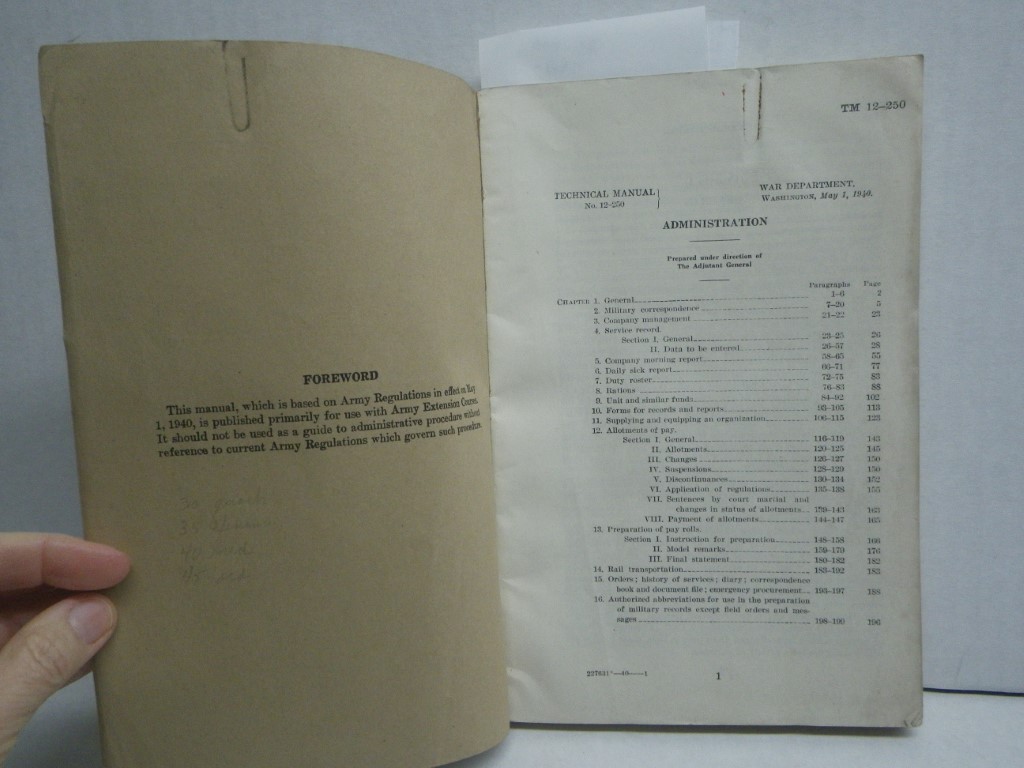 FOREWORD
This manual, which is based on Army Regulations in effect on May
1, 1940, is published primarily for use with Army Extension Courses.
It should not be used as a guide to administrative procedure without
reference to current Army Regulations which govern such procedure.
35
TM 12–250
TECHNICAL MANUAL
No. 12–250
WAR DEPARTMENT,
WASHINGTON, May 1, 1940.
ADMINISTRATION
Prepared under direction of
The Adjutant General
Paragraphs Page
CHAPTER 1. General 1–6 2
2. Military correspondence 7–20 5
3. Company management 21–22 23
4. Service record.
Section I. General 23–25 26
II. Data to be entered 26–57 28
5. Company morning report 58–65 55
6. Daily sick report 66–71 77
7. Duty roster 72–75 83
8. Rations 76–83 88
9. Unit and similar funds 84–92 102
10. Forms for records and reports 93–105 113
11. Supplying and equipping an organization 106–115 123
12. Allotments of pay.
Section I. General 116–119 143
II. Allotments 120–125 145
III. Changes 126–127 150
IV. Suspensions 128–129 150
V. Discontinuances 130–134 152
VI. Application of regulations 135–138 155
VII. Sentences by court martial and
changes in status of allotments 139–143 163
VIII. Payment of allotments 144–147 165
13. Preparation of pay rolls.
Section I. Instruction for preparation 148–158 166
II. Model remarks 159–179 176
III. Final statement 180–182 182
14. Rail transportation 183–192 183
15. Orders; history of services; diary; correspondence
book and document file; emergency procurement 193–197 188
16. Authorized abbreviations for use in the preparation
of military records except field orders and mes-
sages 198–199 196
227631°—40——1 1